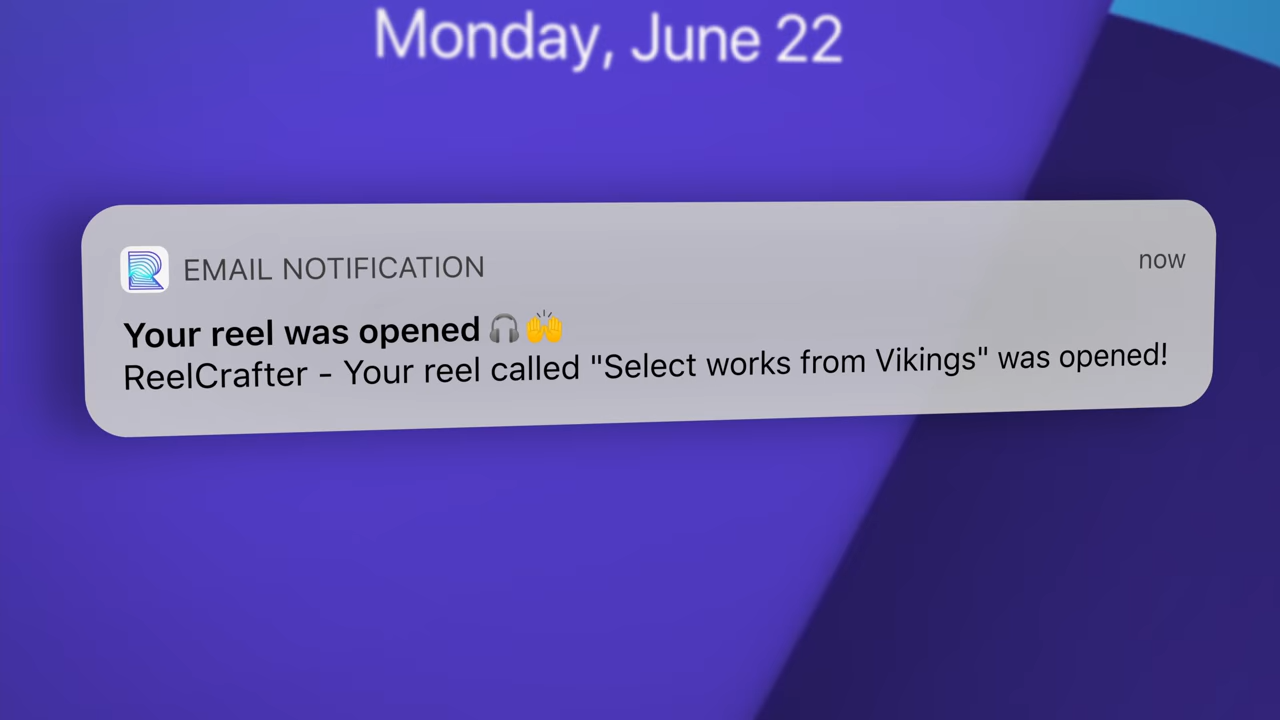 Monday, June 22
EMAIL NOTIFICATION
now
Your reel was opened 🎧🙌
ReelCrafter - Your reel called "Select works from Vikings" was opened!